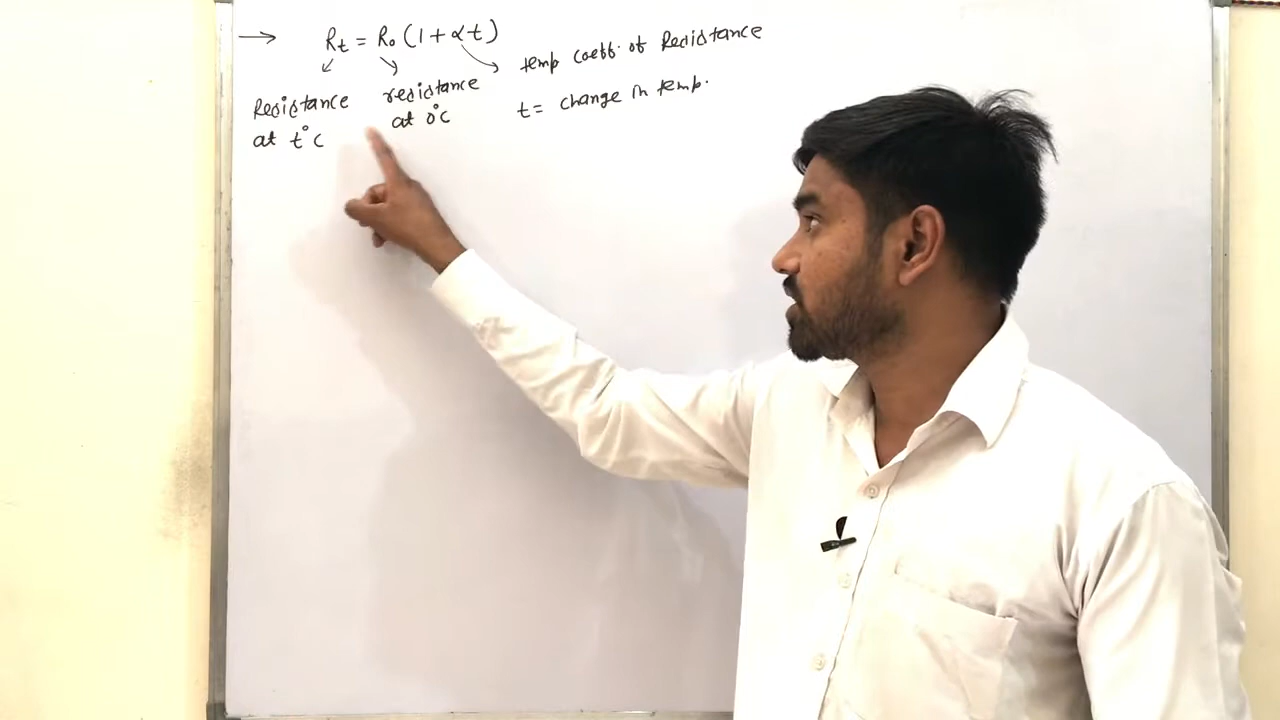 → Rt = R₀ (1 + αt)
temp coeff. of Resistance
Resistance at t°c
resistance at 0°c
t = change in temp.